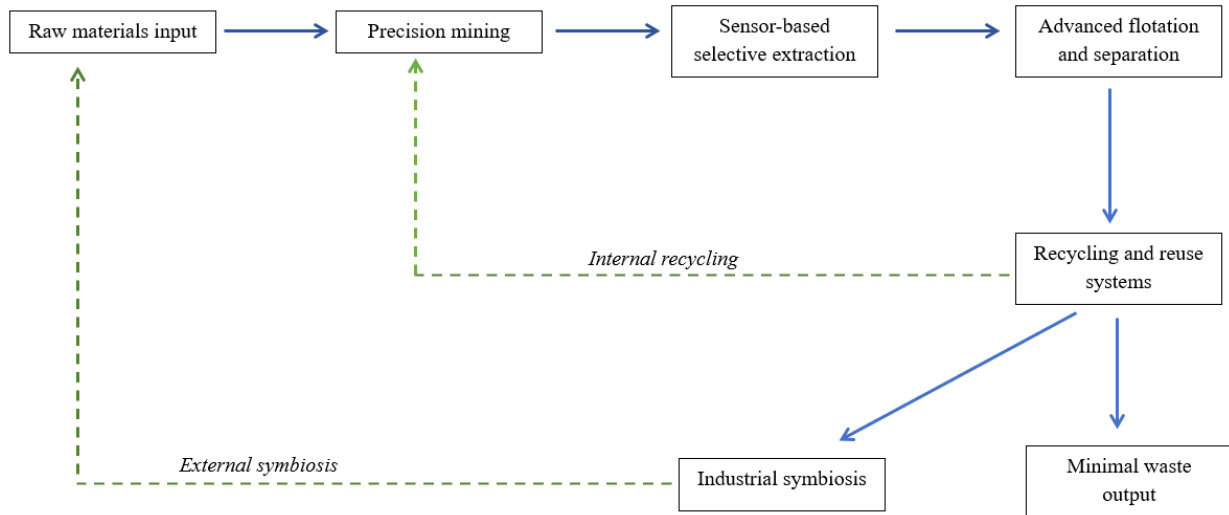 Raw materials input
Precision mining
Sensor-based
selective extraction
Advanced flotation
and separation
Internal recycling
Recycling and reuse
systems
External symbiosis
Industrial symbiosis
Minimal waste
output